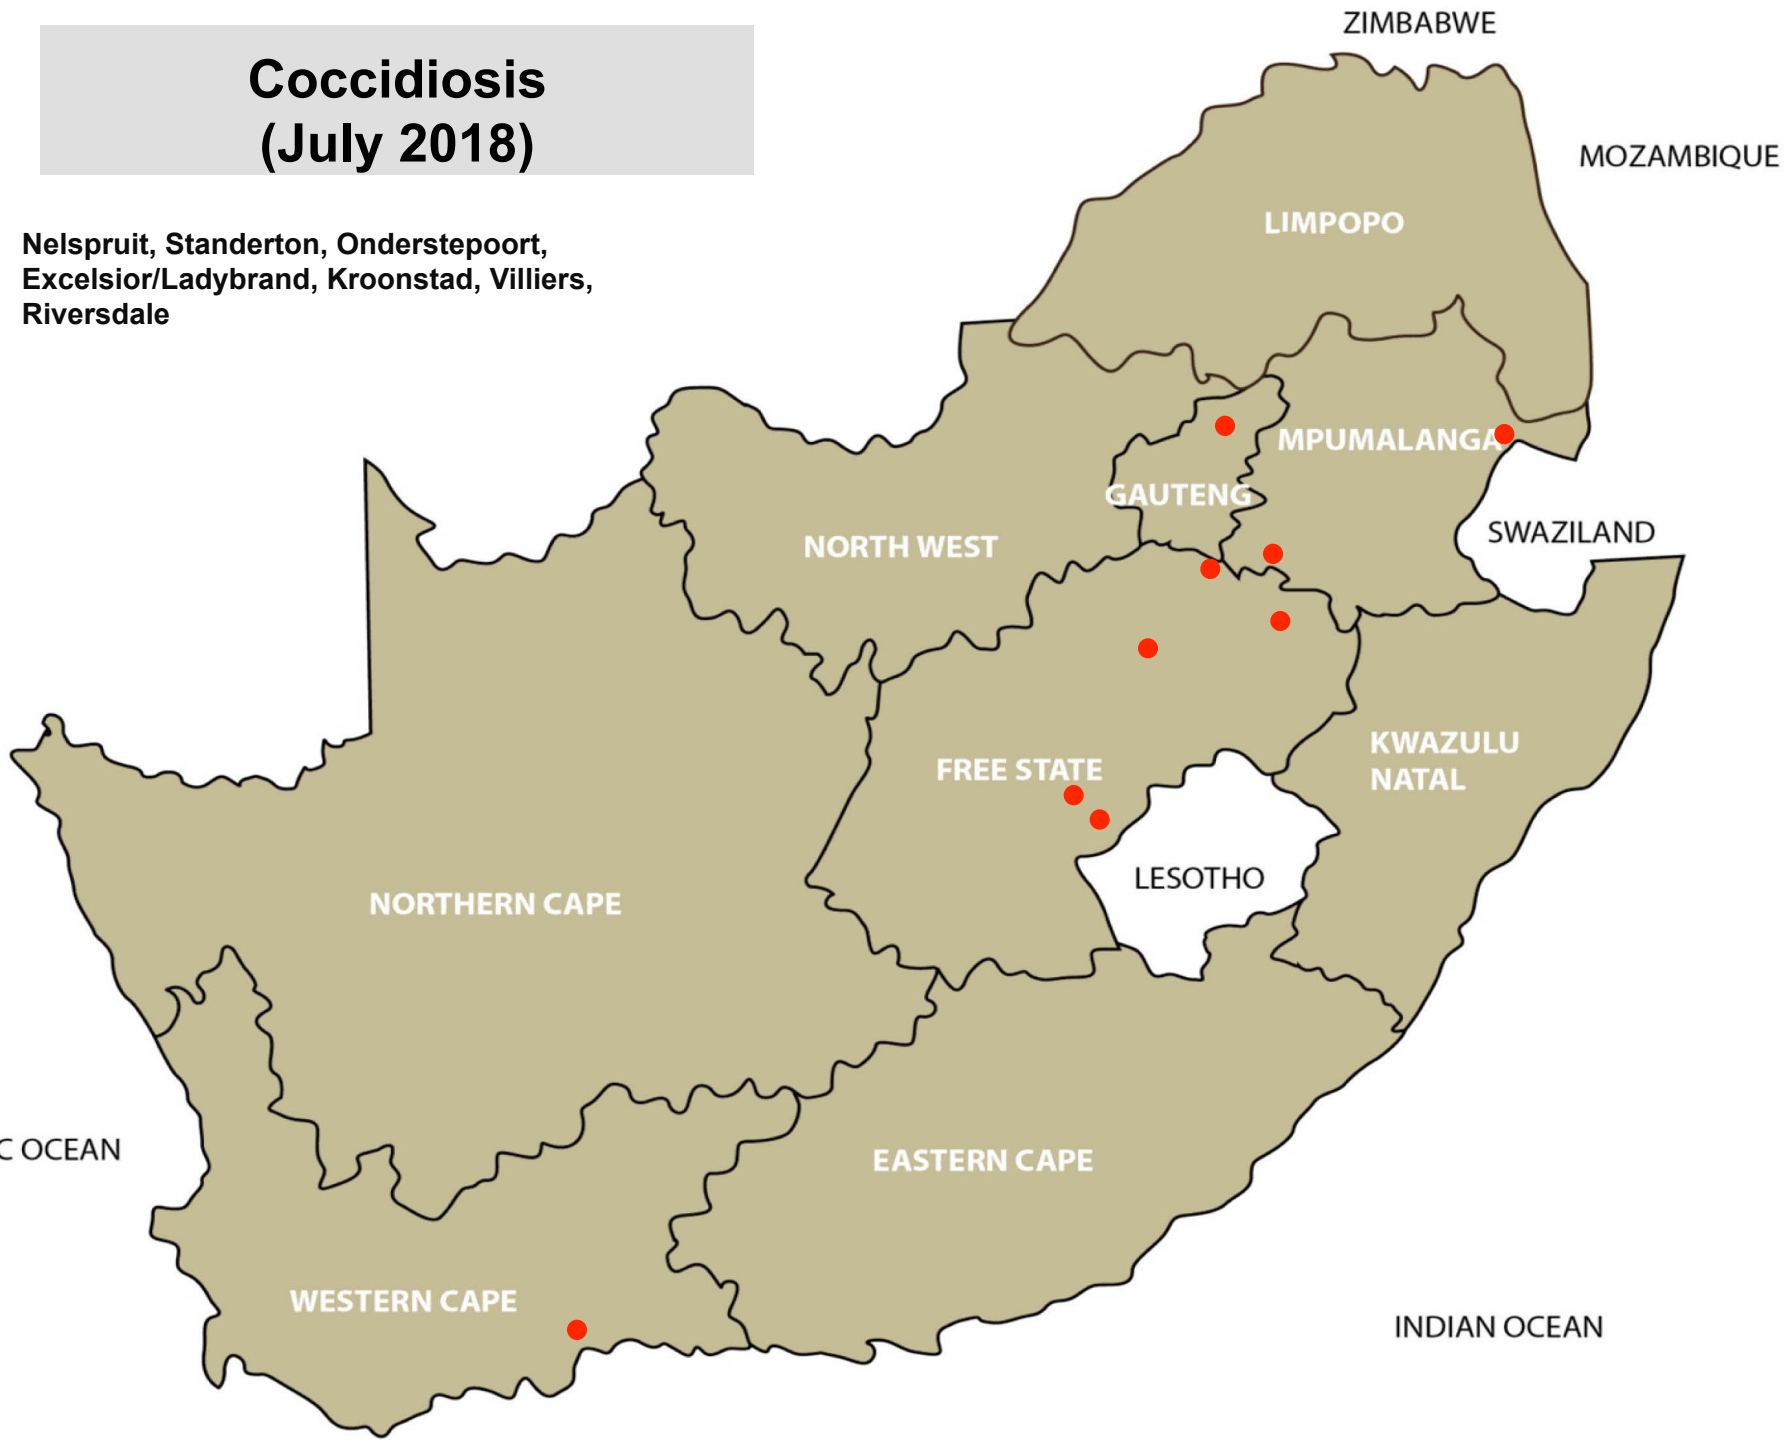 Coccidiosis
(July 2018)
Nelspruit, Standerton, Onderstepoort,
Excelsior/Ladybrand, Kroonstad, Villiers,
Riversdale
ZIMBABWE
MOZAMBIQUE
LIMPOPO
MPUMALANGA
GAUTENG
NORTH WEST
SWAZILAND
KWAZULU
NATAL
FREE STATE
LESOTHO
NORTHERN CAPE
C OCEAN
EASTERN CAPE
WESTERN CAPE
INDIAN OCEAN